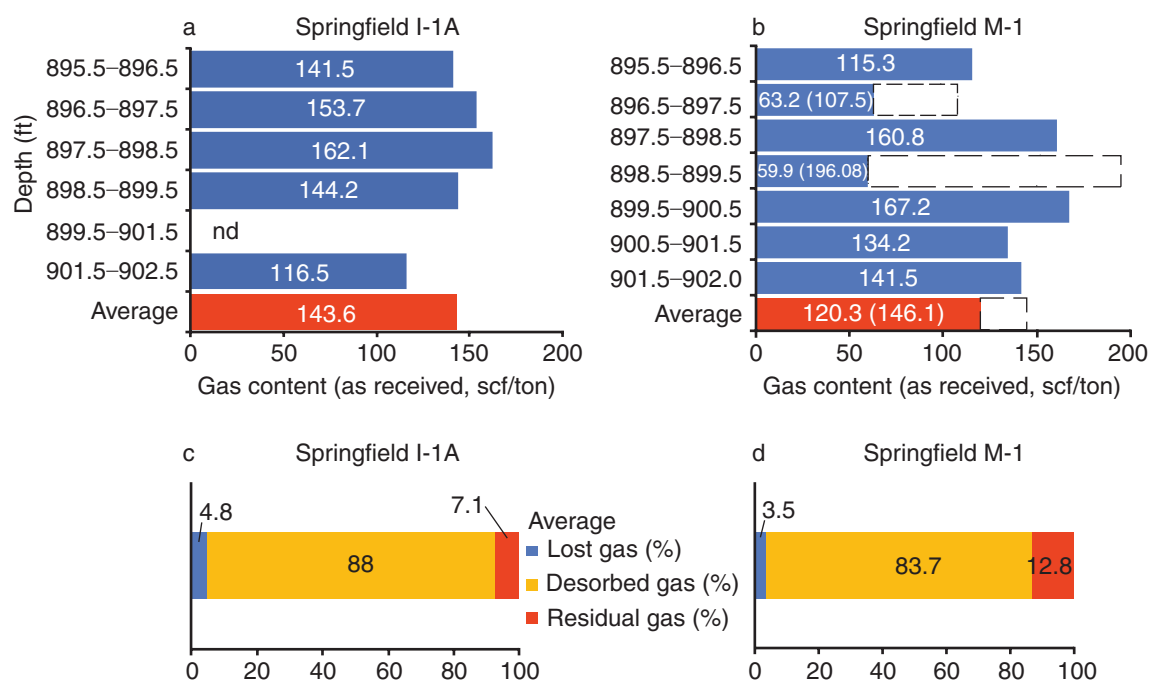 a Springfield I-1A
Depth (ft)
895.5–896.5 141.5
896.5–897.5 153.7
897.5–898.5 162.1
898.5–899.5 144.2
899.5–901.5 nd
901.5–902.5 116.5
Average 143.6
0 50 100 150 200
Gas content (as received, scf/ton)
b Springfield M-1
895.5–896.5 115.3
896.5–897.5 63.2 (107.5)
897.5–898.5 160.8
898.5–899.5 59.9 (196.08)
899.5–900.5 167.2
900.5–901.5 134.2
901.5–902.0 141.5
Average 120.3 (146.1)
0 50 100 150 200
Gas content (as received, scf/ton)
c Springfield I-1A
4.8 88 7.1
0 20 40 60 80 100
Average
Lost gas (%)
Desorbed gas (%)
Residual gas (%)
d Springfield M-1
3.5 83.7 12.8
0 20 40 60 80 100